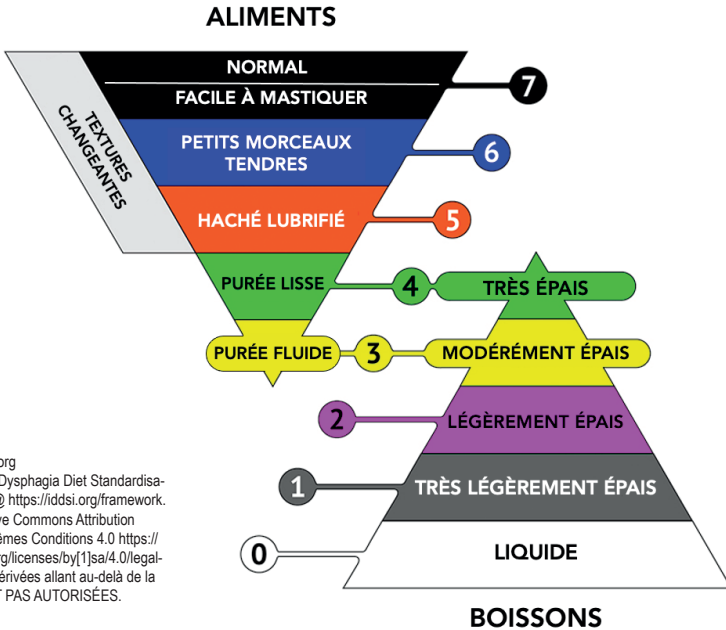 ALIMENTS
NORMAL
FACILE À MASTIQUER
7
TEXTURES
CHANGEANTES
PETITS MORCEAUX
TENDRES
6
HACHÉ LUBRIFIÉ
5
PURÉE LISSE
4
TRÈS ÉPAIS
PURÉE FLUIDE
3
MODÉRÉMENT ÉPAIS
2
LÉGÈREMENT ÉPAIS
1
TRÈS LÉGÈREMENT ÉPAIS
0
LIQUIDE
BOISSONS
org
Dysphagia Diet Standardisa-
@ https://iddsi.org/framework.
ve Commons Attribution
êmes Conditions 4.0 https://
rg/licenses/by[1]sa/4.0/legal-
érivées allant au-delà de la
T PAS AUTORISÉES.